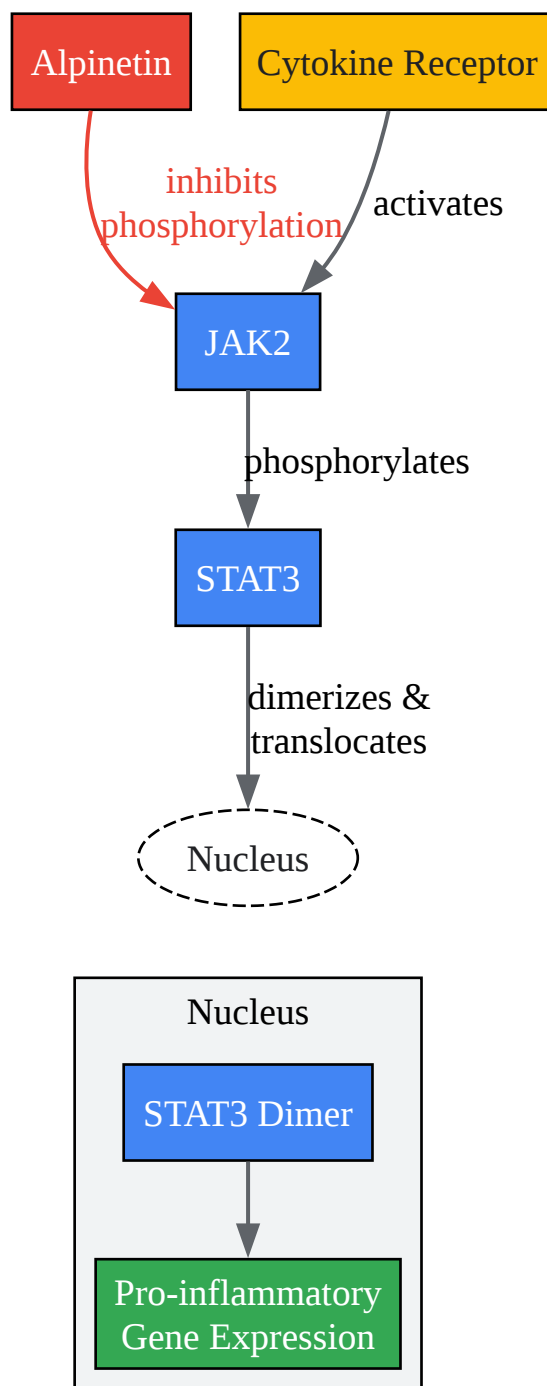 Alpinetin
Cytokine Receptor
inhibits
phosphorylation
activates
JAK2
phosphorylates
STAT3
dimerizes &
translocates
Nucleus
Nucleus
STAT3 Dimer
Pro-inflammatory
Gene Expression